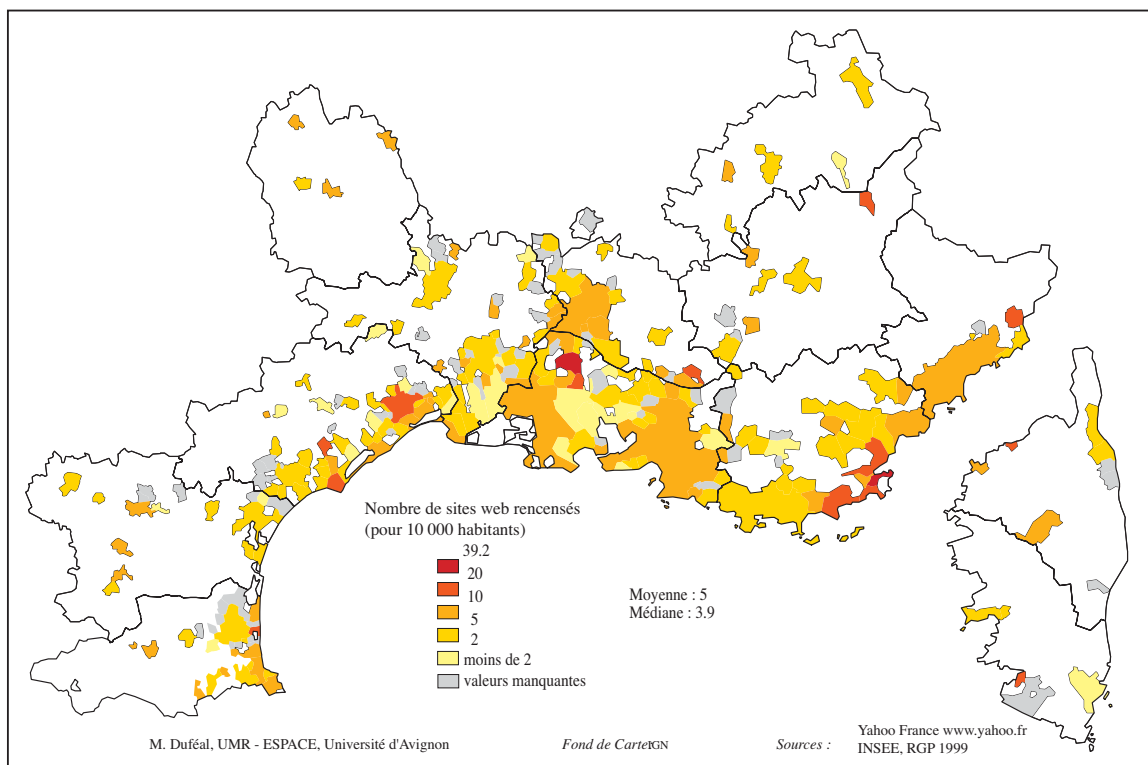 Nombre de sites web rencensés
(pour 10 000 habitants)
39.2
20
10
5
2
moins de 2
valeurs manquantes
Moyenne : 5
Médiane : 3.9
M. Duféal, UMR - ESPACE, Université d'Avignon
Fond de Carte IGN
Sources :
Yahoo France www.yahoo.fr
INSEE, RGP 1999